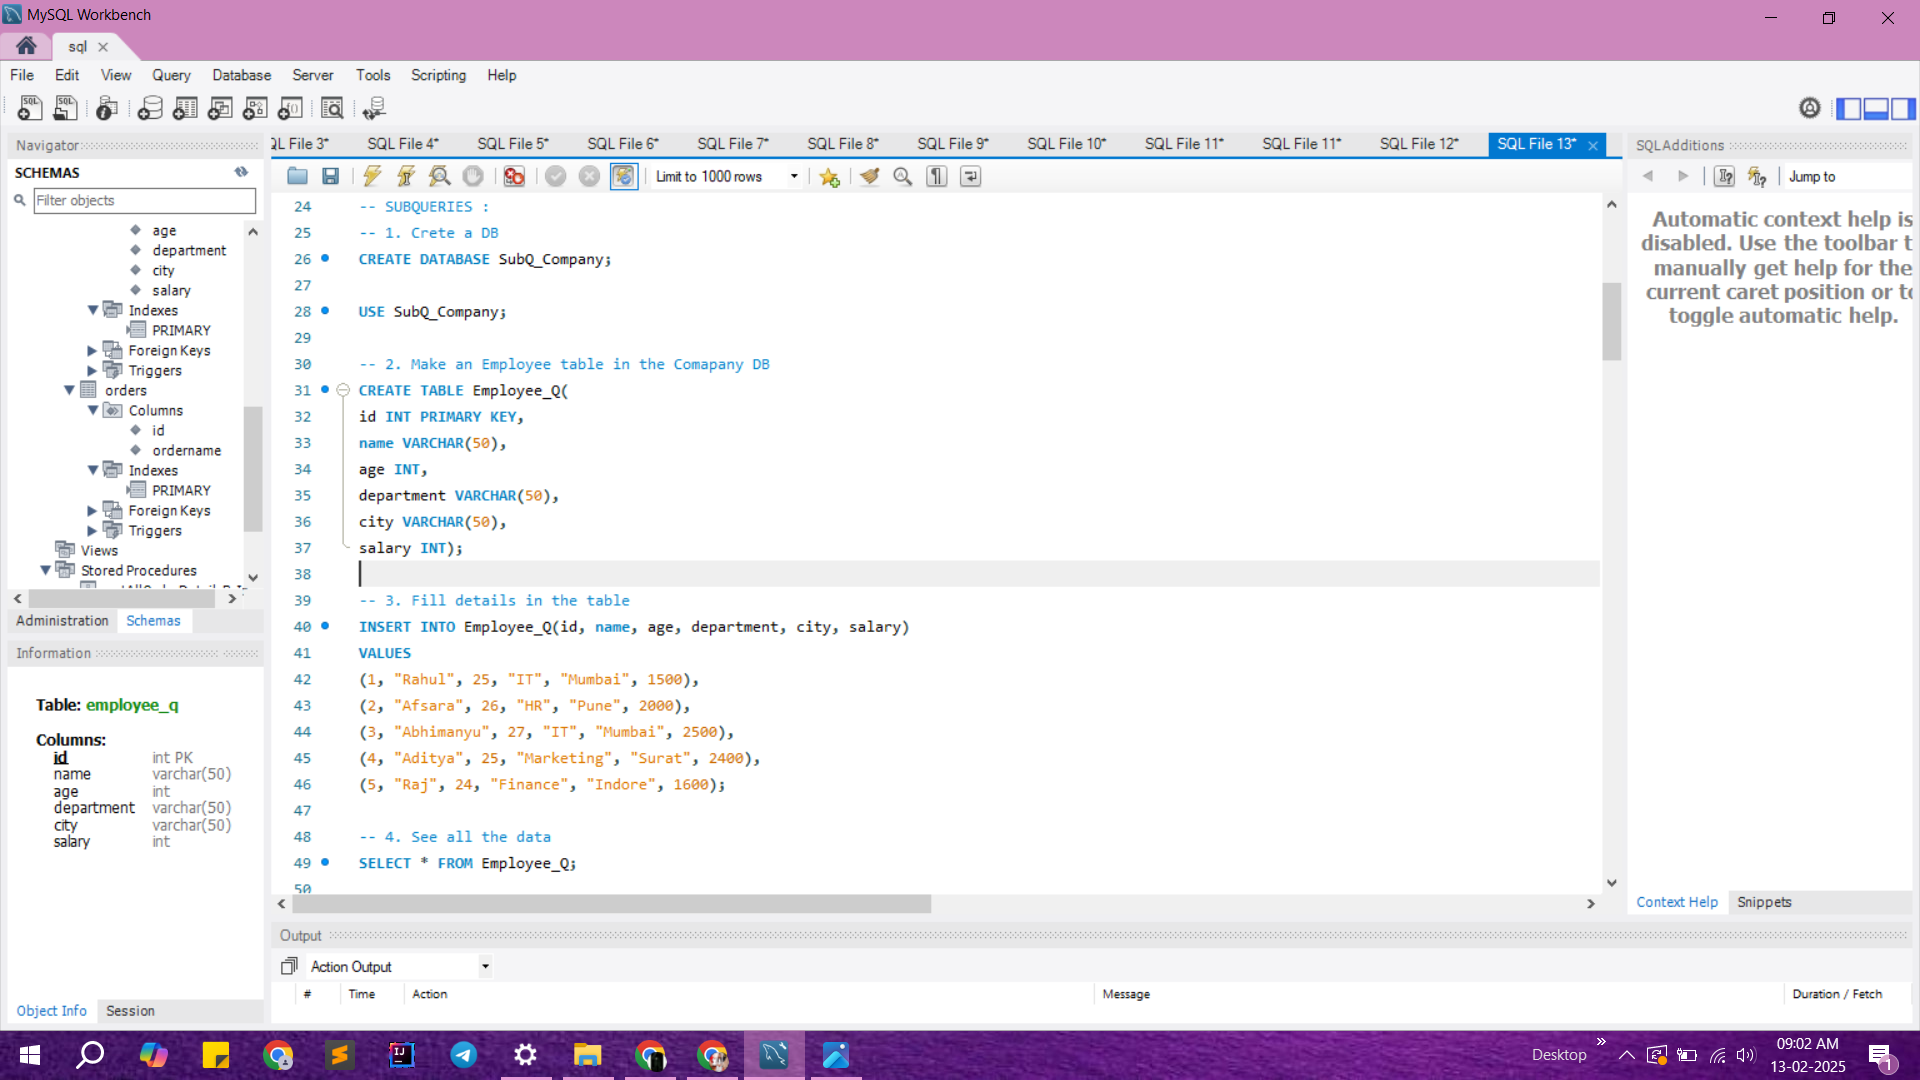 MySQL Workbench
sql
File Edit View Query Database Server Tools Scripting Help
Navigator
SCHEMAS
Filter objects
age
department
city
salary
Indexes
PRIMARY
Foreign Keys
Triggers
orders
Columns
id
ordername
Indexes
PRIMARY
Foreign Keys
Triggers
Views
Stored Procedures
Administration Schemas
Information
Table: employee_q
Columns:
id int PK
name varchar(50)
age int
department varchar(50)
city varchar(50)
salary int
Object Info Session
QL File 3* SQL File 4* SQL File 5* SQL File 6* SQL File 7* SQL File 8* SQL File 9* SQL File 10* SQL File 11* SQL File 11* SQL File 12* SQL File 13*
Limit to 1000 rows
24 -- SUBQUERIES :
25 -- 1. Crete a DB
26 CREATE DATABASE SubQ_Company;
27
28 USE SubQ_Company;
29
30 -- 2. Make an Employee table in the Comapany DB
31 CREATE TABLE Employee_Q(
32 id INT PRIMARY KEY,
33 name VARCHAR(50),
34 age INT,
35 department VARCHAR(50),
36 city VARCHAR(50),
37 salary INT);
38
39 -- 3. Fill details in the table
40 INSERT INTO Employee_Q(id, name, age, department, city, salary)
41 VALUES
42 (1, "Rahul", 25, "IT", "Mumbai", 1500),
43 (2, "Afsara", 26, "HR", "Pune", 2000),
44 (3, "Abhimanyu", 27, "IT", "Mumbai", 2500),
45 (4, "Aditya", 25, "Marketing", "Surat", 2400),
46 (5, "Raj", 24, "Finance", "Indore", 1600);
47
48 -- 4. See all the data
49 SELECT * FROM Employee_Q;
50
SQLAdditions
Jump to
Automatic context help is
disabled. Use the toolbar t
manually get help for the
current caret position or to
toggle automatic help.
Context Help Snippets
Output
Action Output
# Time Action Message Duration / Fetch
Desktop
09:02 AM
13-02-2025
1